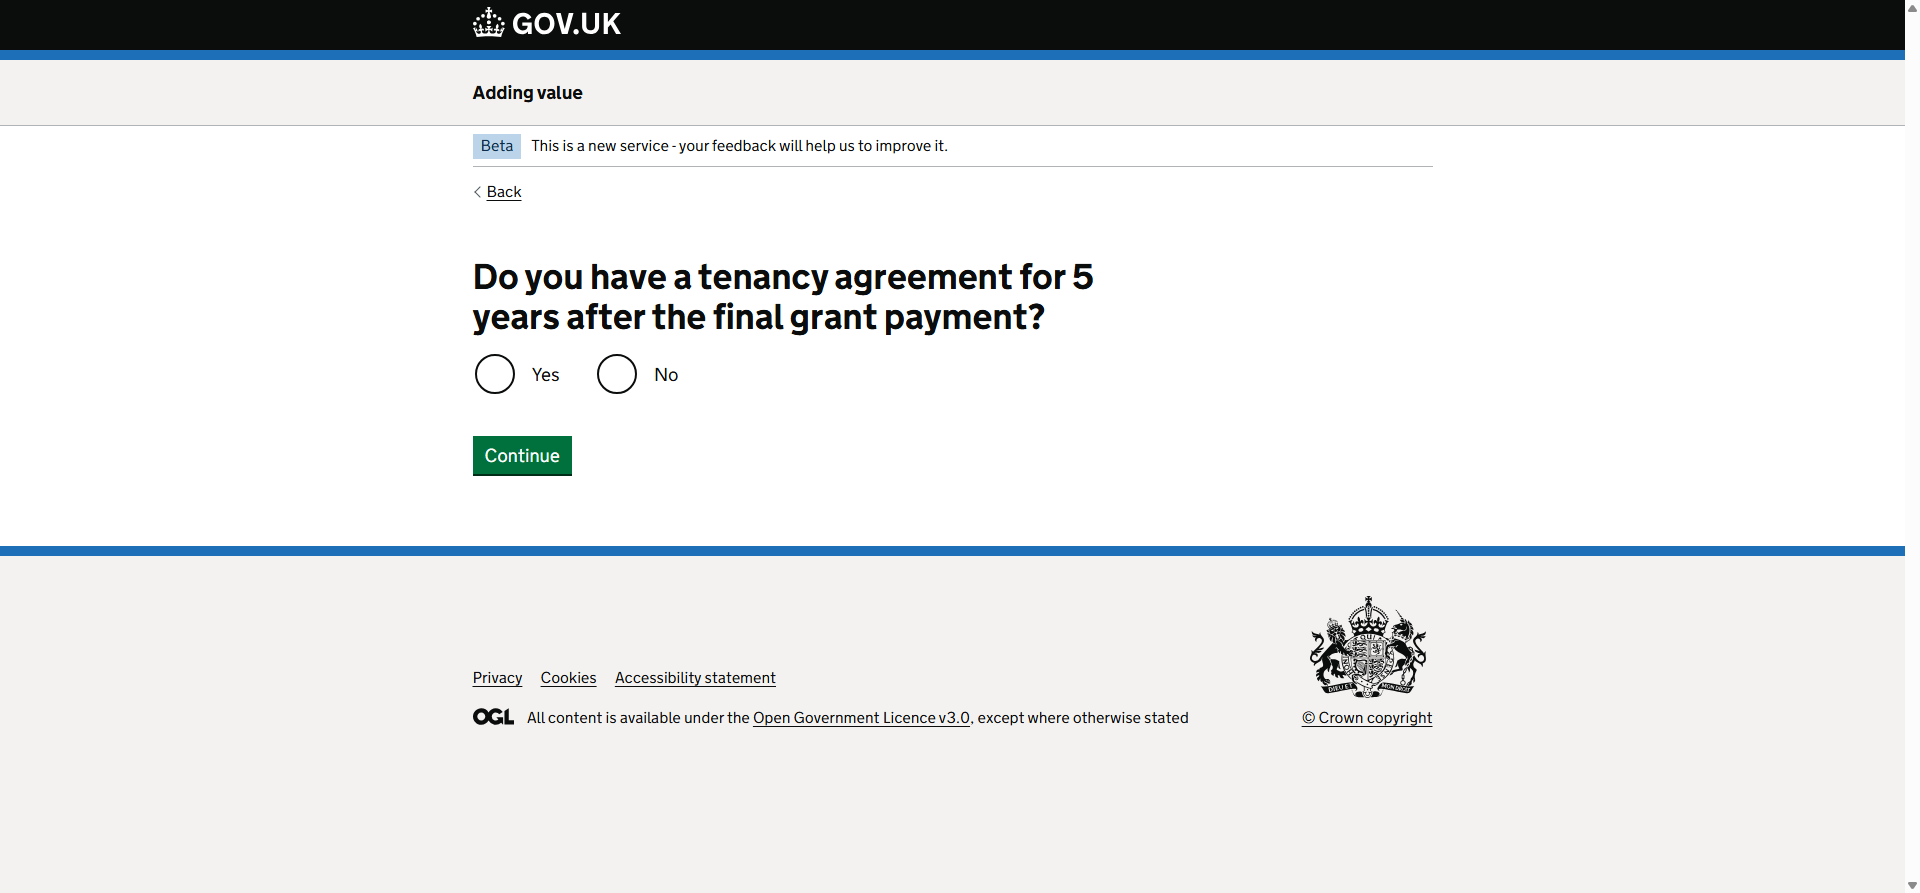 GOV.UK
Adding value
Beta This is a new service - your feedback will help us to improve it.
Back
Do you have a tenancy agreement for 5
years after the final grant payment?
Yes No
Continue
Privacy Cookies Accessibility statement
OGL All content is available under the Open Government Licence v3.0, except where otherwise stated
© Crown copyright